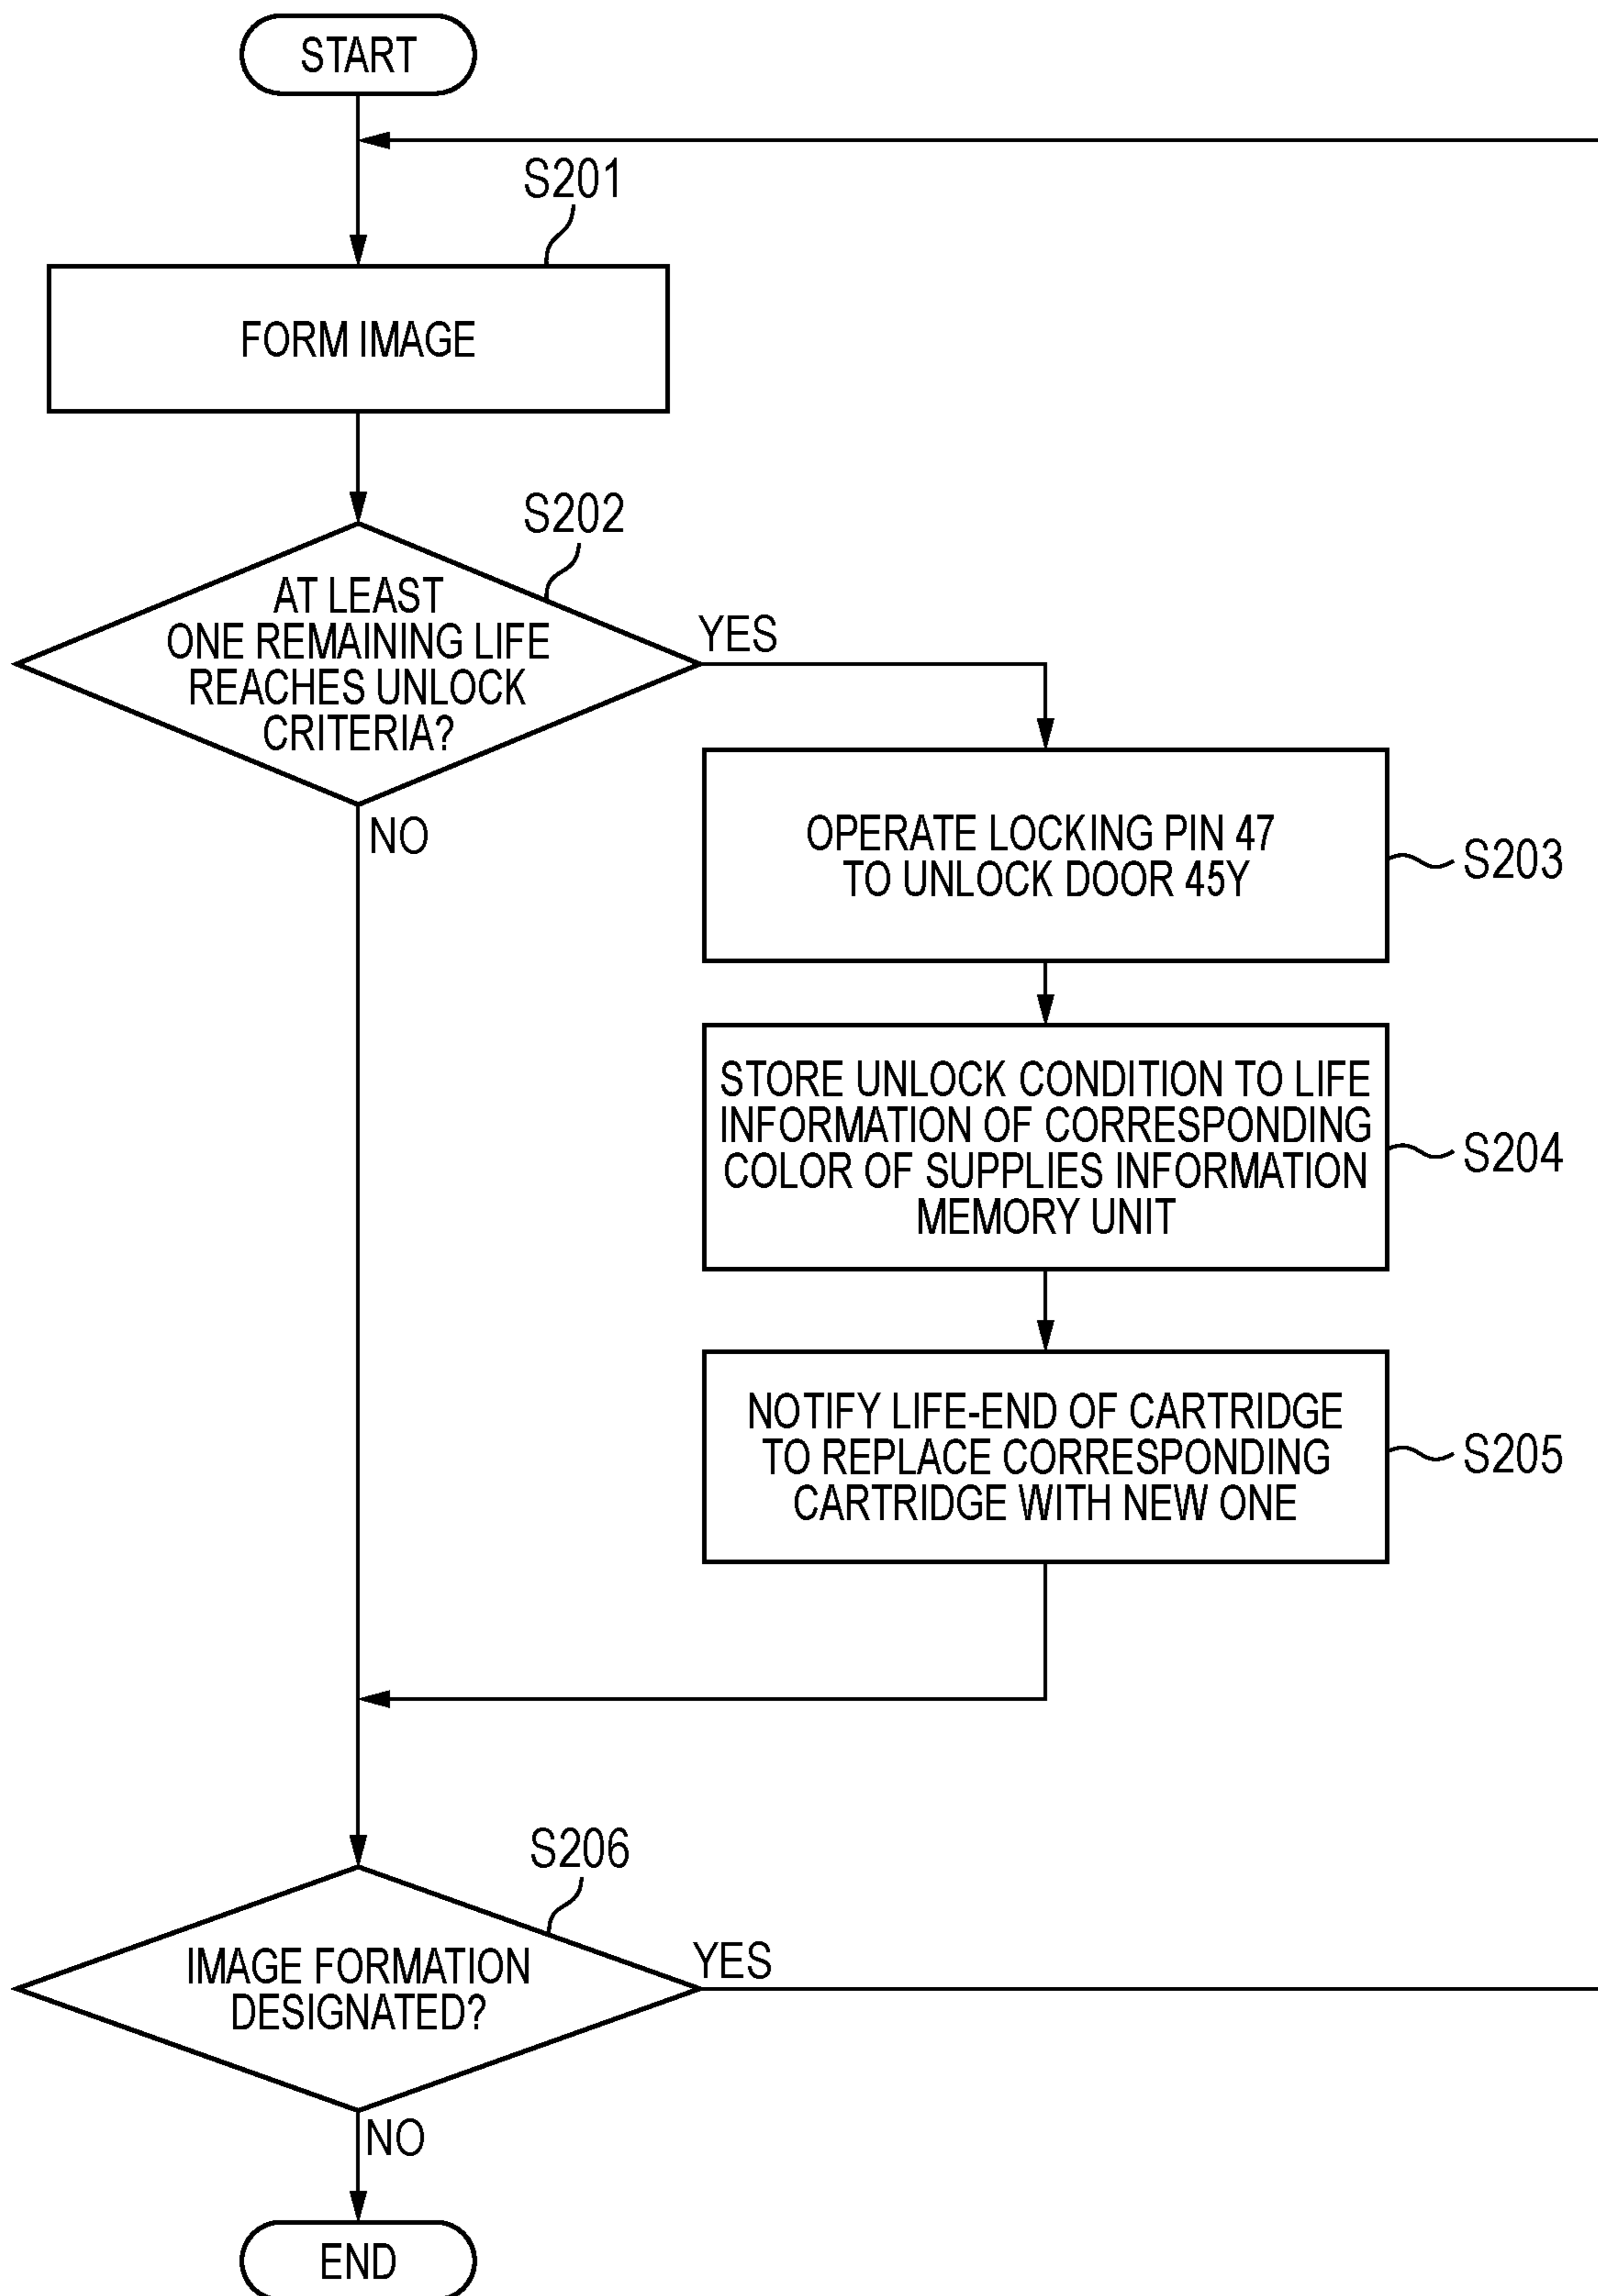 START
S201
FORM IMAGE
S202
AT LEAST
ONE REMAINING LIFE
REACHES UNLOCK
CRITERIA?
YES
NO
OPERATE LOCKING PIN 47
TO UNLOCK DOOR 45Y
S203
STORE UNLOCK CONDITION TO LIFE
INFORMATION OF CORRESPONDING
COLOR OF SUPPLIES INFORMATION
MEMORY UNIT
S204
NOTIFY LIFE-END OF CARTRIDGE
TO REPLACE CORRESPONDING
CARTRIDGE WITH NEW ONE
S205
S206
IMAGE FORMATION
DESIGNATED?
YES
NO
END